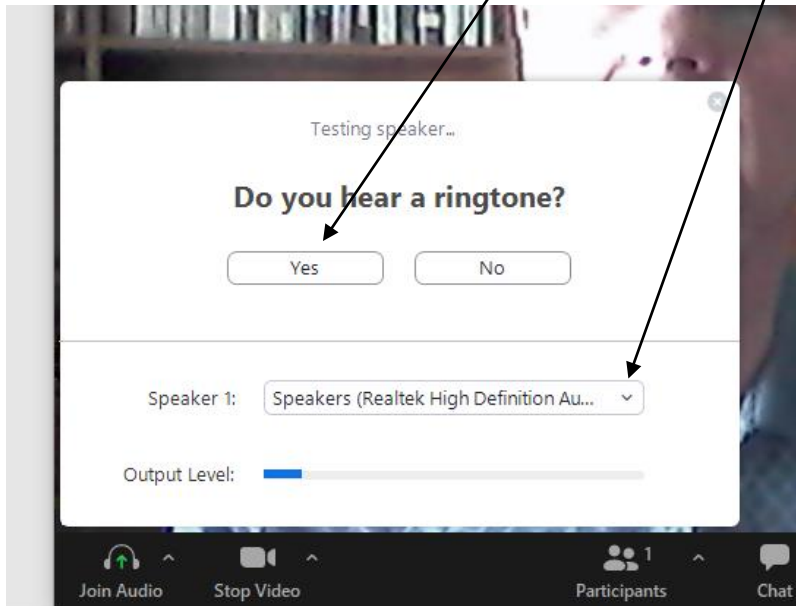 Testing speaker...
Do you hear a ringtone?
Yes No
Speaker 1: Speakers (Realtek High Definition Au...
Output Level:
1
Join Audio Stop Video Participants Chat